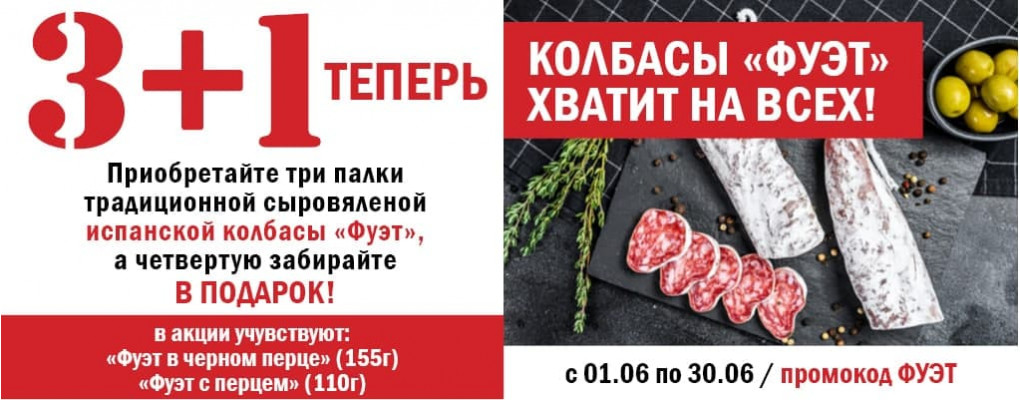 3+1 ТЕПЕРЬ
Приобретайте три палки
традиционной сыровяленой
испанской колбасы «Фуэт»,
а четвертую забирайте
В ПОДАРОК!
в акции учувствуют:
«Фуэт в черном перце» (155г)
«Фуэт с перцем» (110г)
КОЛБАСЫ «ФУЭТ»
ХВАТИТ НА ВСЕХ!
с 01.06 по 30.06 / промокод ФУЭТ